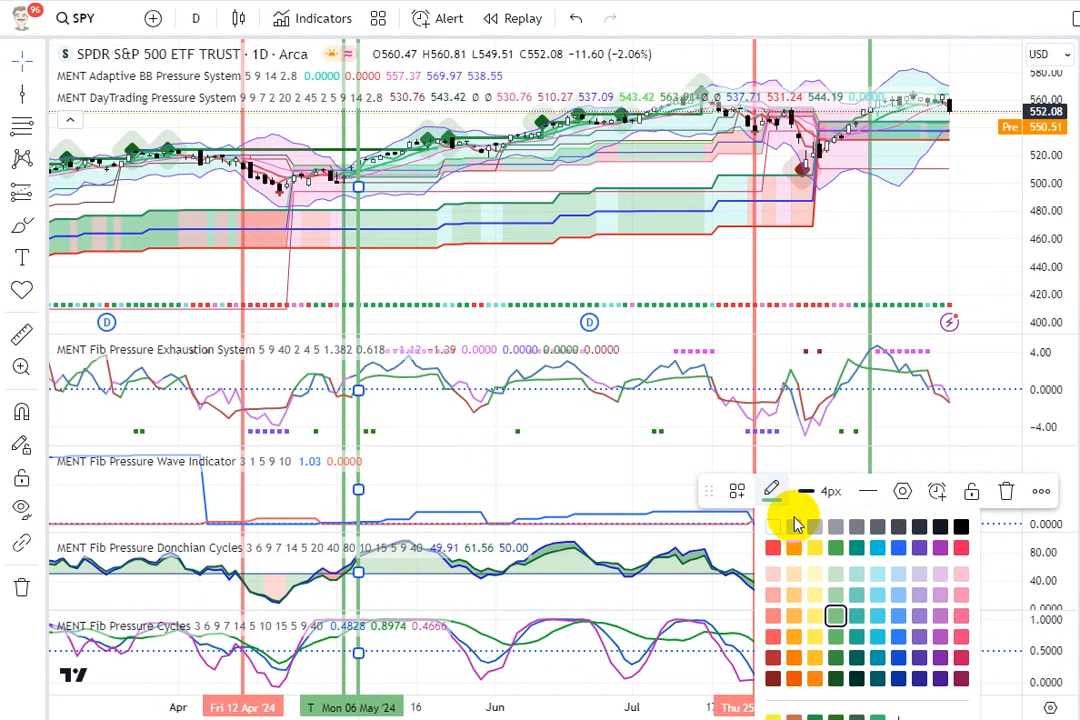 96
SPY
D
Indicators
Alert
Replay
S SPDR S&P 500 ETF TRUST · 1D · Arca O560.47 H560.81 L549.51 C552.08 −11.60 (−2.06%)
USD
MENT Adaptive BB Pressure System 5 9 14 2.8 0.0000 0.0000 557.37 569.97 538.55
580.00
MENT DayTrading Pressure System 9 9 7 2 20 2 45 2 5 9 14 2.8 530.76 543.42 Ø Ø 530.76 510.27 537.09 543.42 563.01 Ø Ø 537.71 531.24 544.19
560.00
552.08
Pre 550.51
520.00
500.00
480.00
460.00
440.00
420.00
400.00
D D
MENT Fib Pressure Exhaustion System 5 9 40 2 4 5 1.382 0.618 −1.12 −1.39 0.0000 0.0000 0.0000 0.0000
4.00
0.0000
−4.00
MENT Fib Pressure Wave Indicator 3 1 5 9 10 1.03 0.0000
4px
0.0000
MENT Fib Pressure Donchian Cycles 3 6 9 7 14 5 20 40 80 10 15 5 9 40 49.91 61.56 50.00
80.00
40.00
0.0000
MENT Fib Pressure Cycles 3 6 9 7 14 5 10 15 5 9 40 0.4828 0.8974 0.4666
1.0000
0.5000
0.0000
Apr Fri 12 Apr '24 T Mon 06 May '24 16 Jun Jul Thu 25